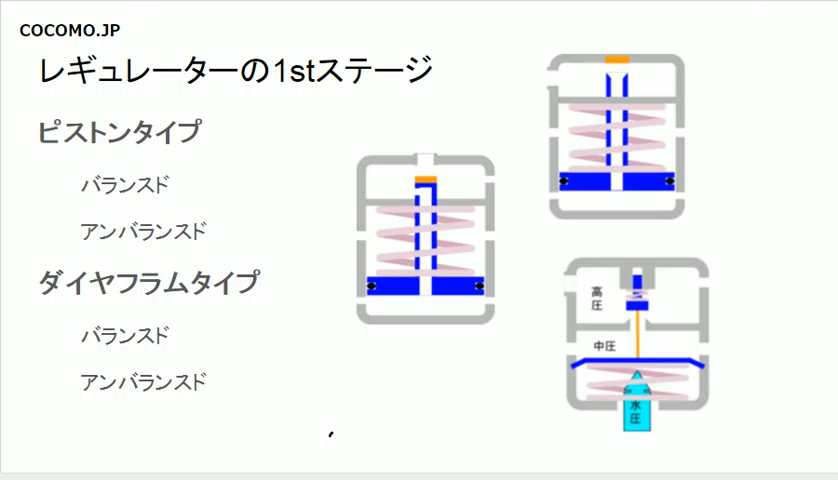 COCOMO.JP
レギュレーターの1stステージ
ピストンタイプ
バランスド
アンバランスド
ダイヤフラムタイプ
バランスド
アンバランスド
高
圧
中圧
水
圧